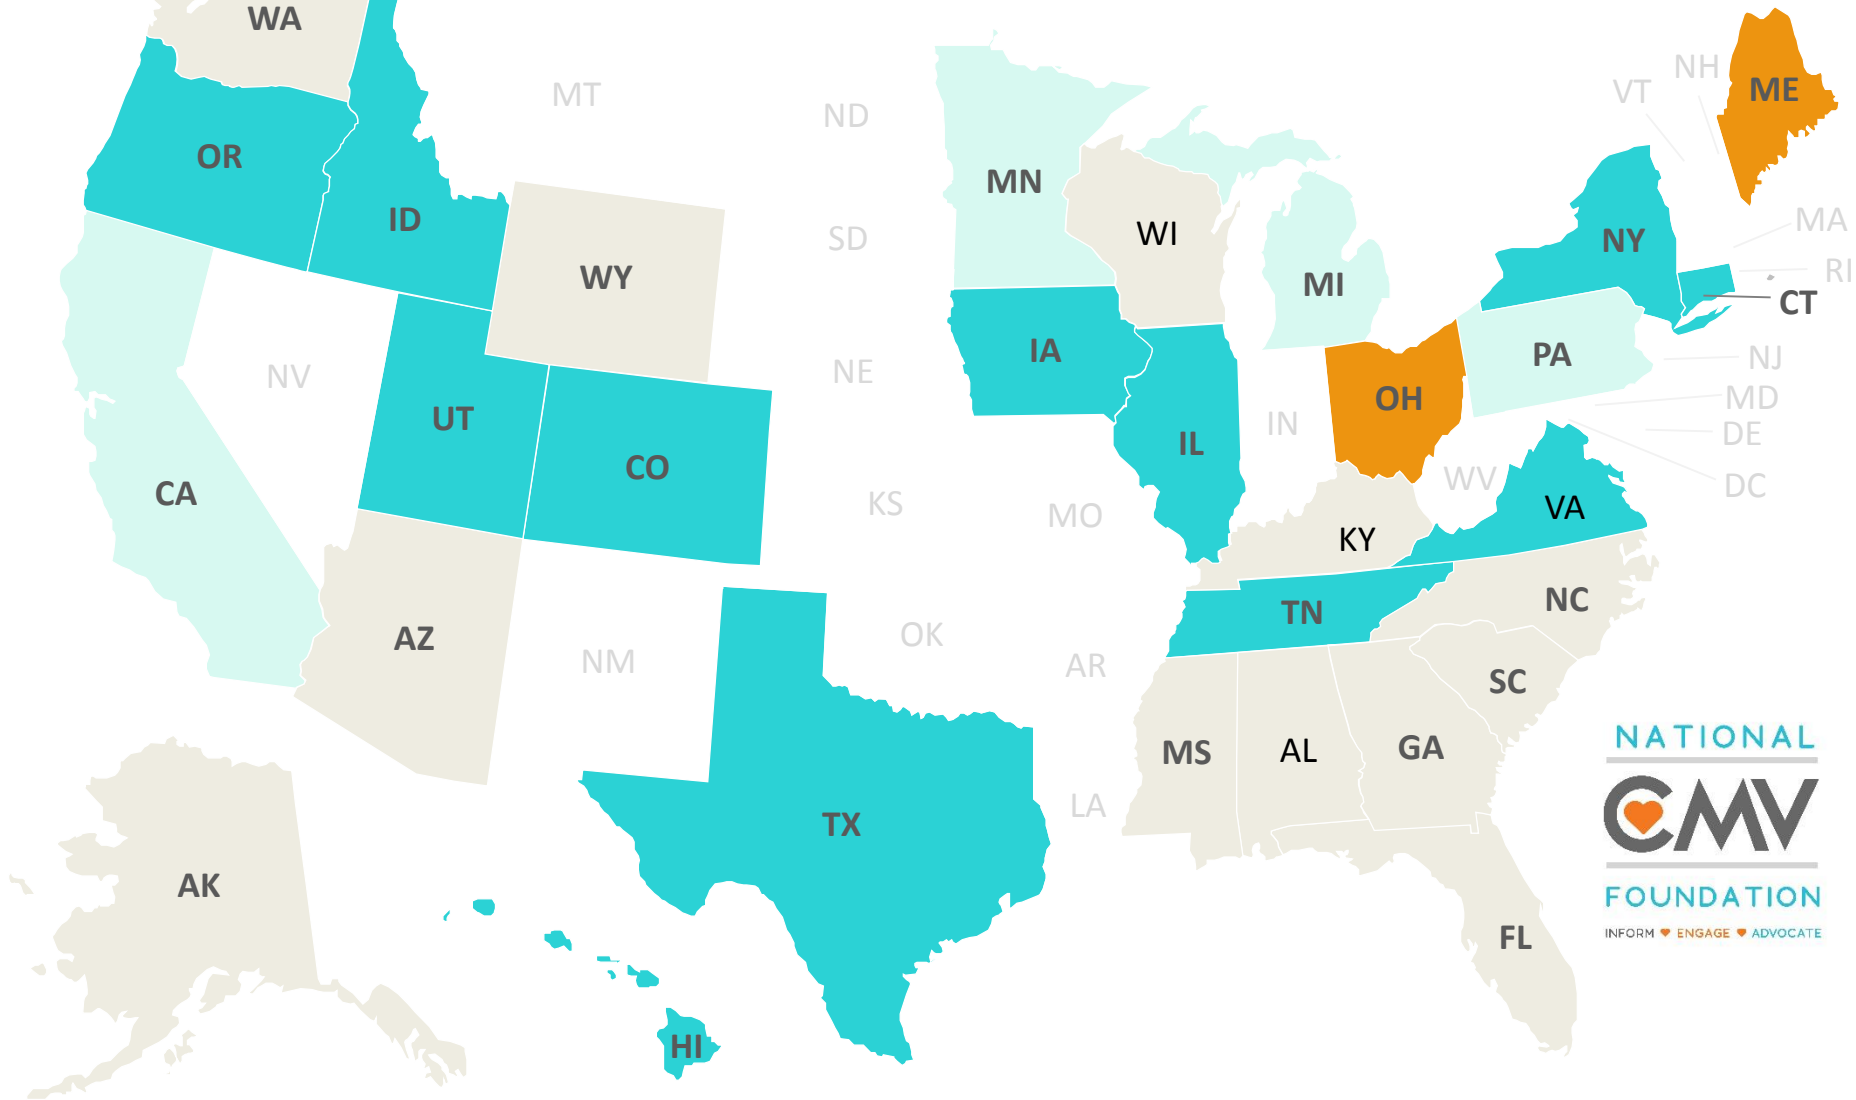 WA
NH
ME
MT
VT
ND
OR
MN
ID
SD
WI
NY
MA
WY
MI
RI
CT
IA
PA
NJ
NV
NE
OH
MD
UT
IN
DE
IL
CO
WV
DC
CA
KS
MO
VA
KY
NC
TN
AZ
OK
NM
AR
SC
NATIONAL
MS
AL
GA
CMV
LA
TX
AK
FOUNDATION
INFORM ENGAGE ADVOCATE
FL
HI